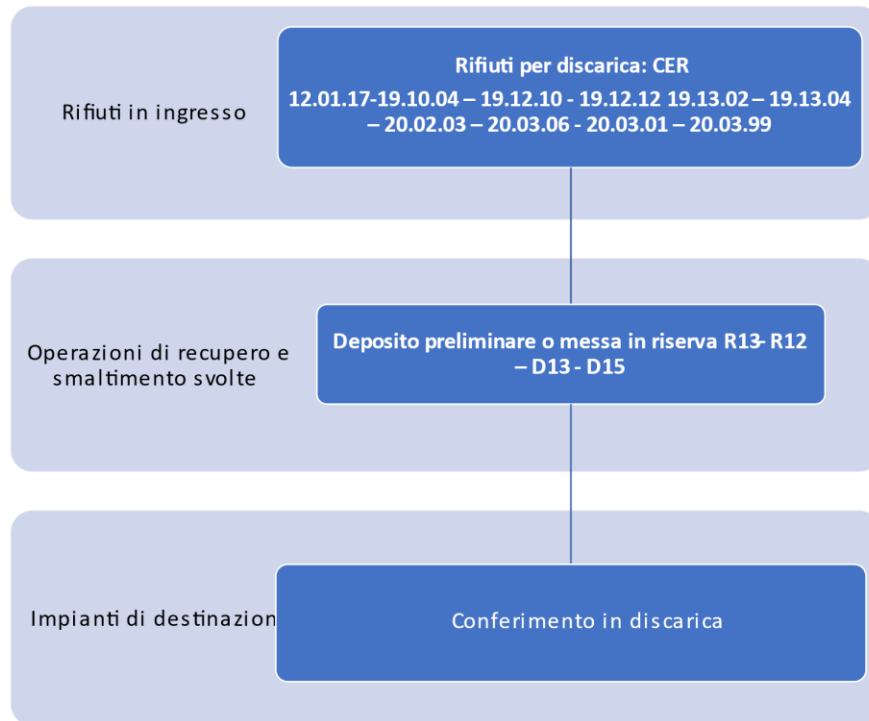 Rifiuti in ingresso
Rifiuti per discarica: CER
12.01.17-19.10.04 – 19.12.10 - 19.12.12 19.13.02 – 19.13.04
– 20.02.03 – 20.03.06 - 20.03.01 – 20.03.99
Operazioni di recupero e
smaltimento svolte
Deposito preliminare o messa in riserva R13- R12
– D13 - D15
Impianti di destinazion
Conferimento in discarica